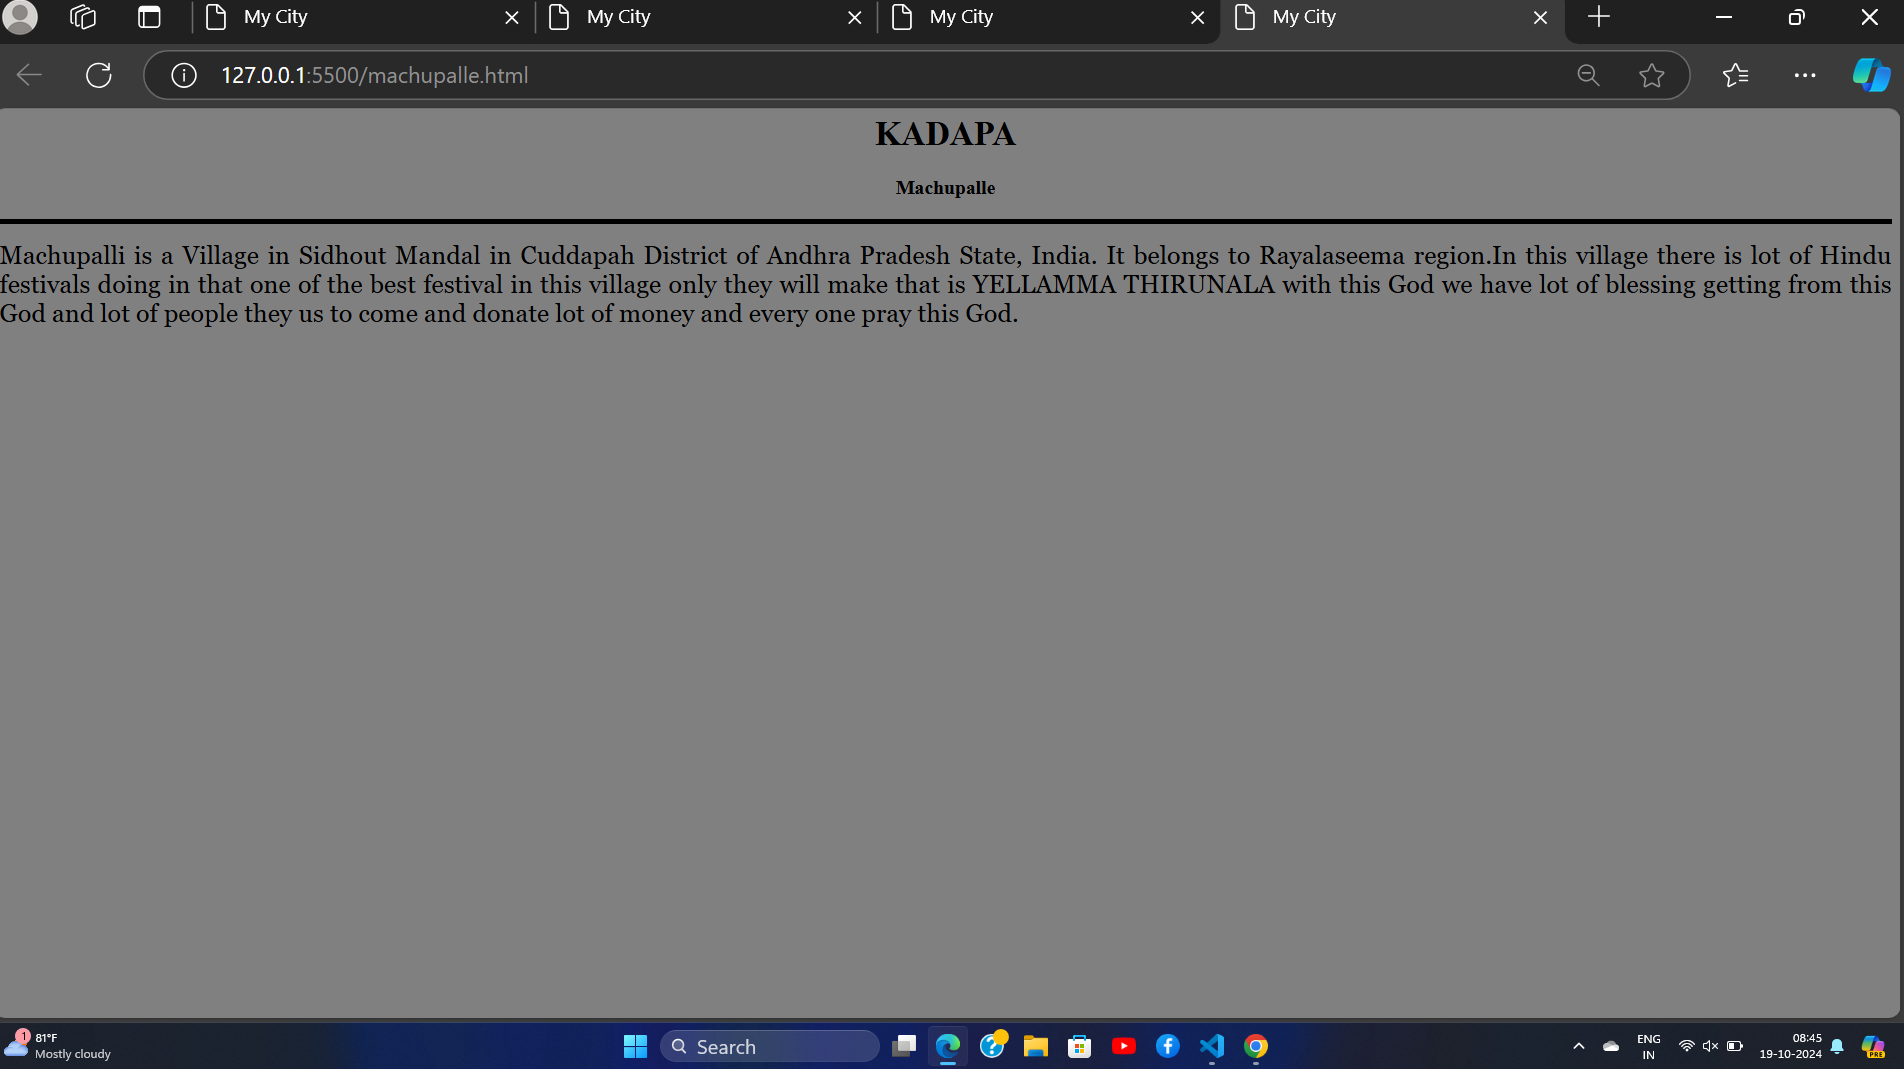 My City
My City
My City
My City
127.0.0.1:5500/machupalle.html
KADAPA
Machupalle
Machupalli is a Village in Sidhout Mandal in Cuddapah District of Andhra Pradesh State, India. It belongs to Rayalaseema region.In this village there is lot of Hindu
festivals doing in that one of the best festival in this village only they will make that is YELLAMMA THIRUNALA with this God we have lot of blessing getting from this
God and lot of people they us to come and donate lot of money and every one pray this God.
1
81°F
Mostly cloudy
Search
ENG
IN
08:45
19-10-2024
PRE